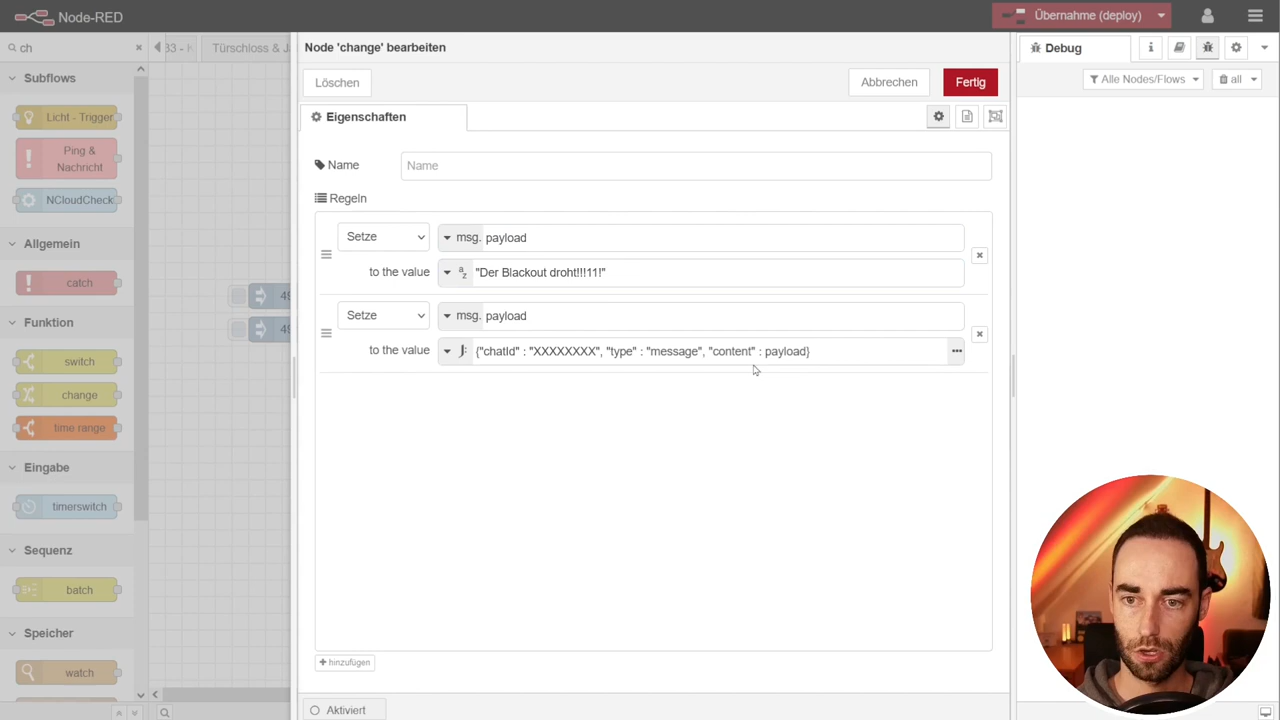 Node-RED
Übernahme (deploy)
ch
33 -
Türschloss & J
Subflows
Licht - Trigger
Ping &
Nachricht
NCloudCheck
Allgemein
catch
Funktion
switch
change
time range
Eingabe
timerswitch
Sequenz
batch
Speicher
watch
49
49
Node 'change' bearbeiten
Löschen
Abbrechen
Fertig
Eigenschaften
Name
Name
Regeln
Setze
msg. payload
to the value
"Der Blackout droht!!!11!"
Setze
msg. payload
to the value
J: {"chatId" : "XXXXXXXX", "type" : "message", "content" : payload}
hinzufügen
Aktiviert
Debug
Alle Nodes/Flows
all